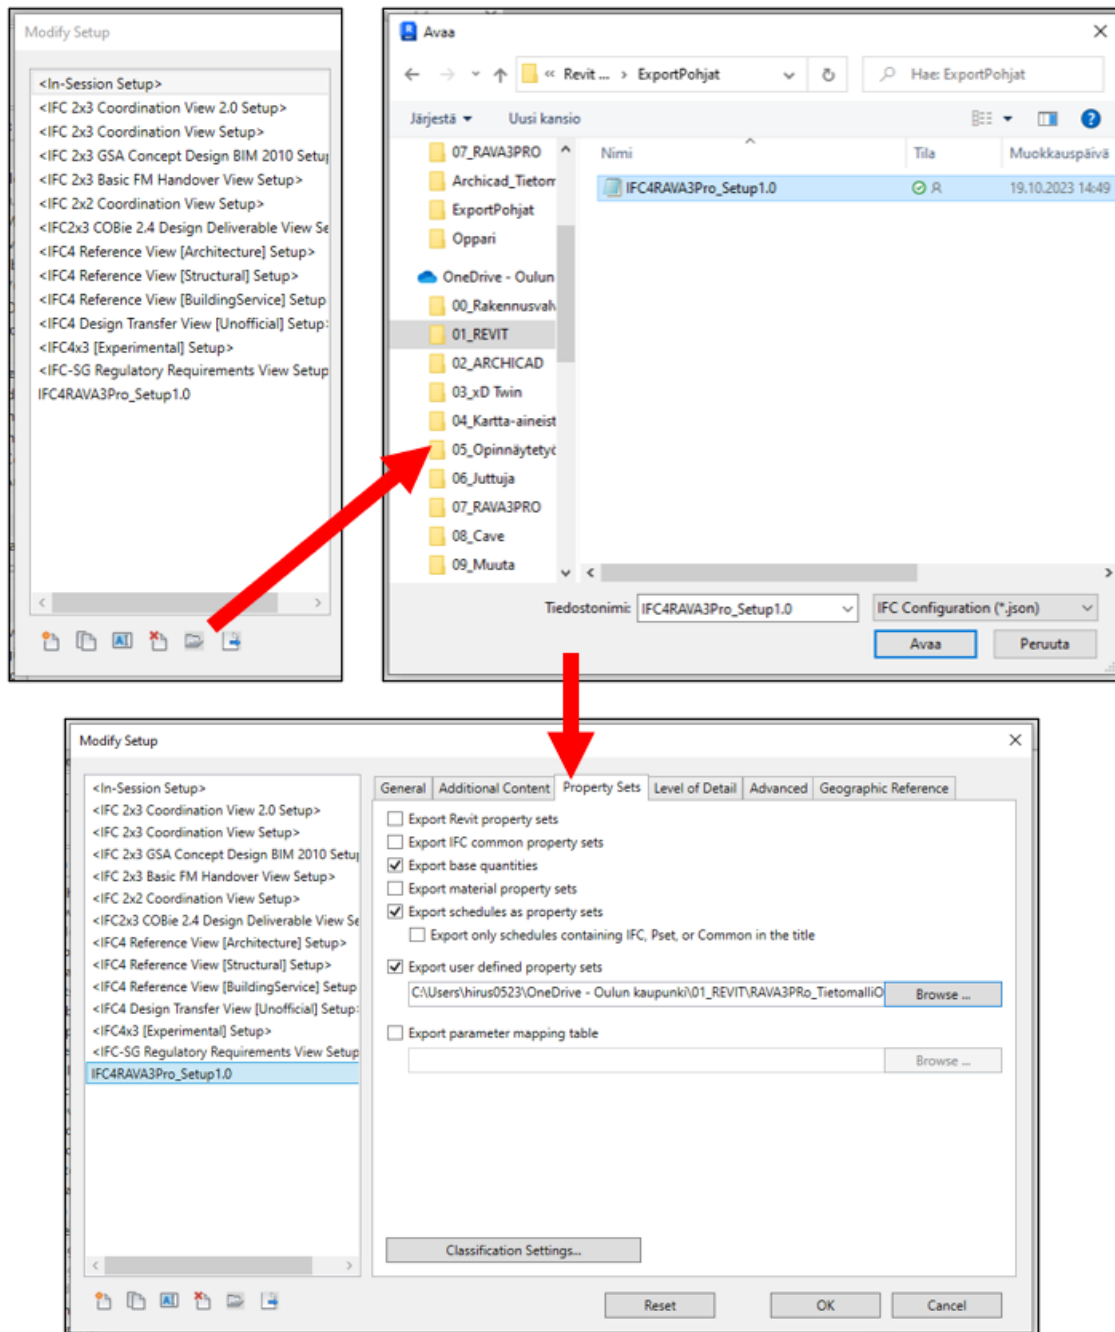 Modify Setup
<In-Session Setup>
<IFC 2x3 Coordination View 2.0 Setup>
<IFC 2x3 Coordination View Setup>
<IFC 2x3 GSA Concept Design BIM 2010 Setup
<IFC 2x3 Basic FM Handover View Setup>
<IFC 2x2 Coordination View Setup>
<IFC2x3 COBie 2.4 Design Deliverable View Se
<IFC4 Reference View [Architecture] Setup>
<IFC4 Reference View [Structural] Setup>
<IFC4 Reference View [BuildingService] Setup
<IFC4 Design Transfer View [Unofficial] Setup>
<IFC4x3 [Experimental] Setup>
<IFC-SG Regulatory Requirements View Setup
IFC4RAVA3Pro_Setup1.0
Avaa
« Revit ... › ExportPohjat
Hae: ExportPohjat
Järjestä
Uusi kansio
Nimi
Tila
Muokkauspäivä
IFC4RAVA3Pro_Setup1.0
19.10.2023 14:49
07_RAVA3PRO
Archicad_Tietom
ExportPohjat
Oppari
OneDrive - Oulun
00_Rakennusvalv
01_REVIT
02_ARCHICAD
03_xD Twin
04_Kartta-aineist
05_Opinnäytetyö
06_Juttuja
07_RAVA3PRO
08_Cave
09_Muuta
Tiedostonimi: IFC4RAVA3Pro_Setup1.0
IFC Configuration (*.json)
Avaa
Peruuta
Modify Setup
<In-Session Setup>
<IFC 2x3 Coordination View 2.0 Setup>
<IFC 2x3 Coordination View Setup>
<IFC 2x3 GSA Concept Design BIM 2010 Setup
<IFC 2x3 Basic FM Handover View Setup>
<IFC 2x2 Coordination View Setup>
<IFC2x3 COBie 2.4 Design Deliverable View Se
<IFC4 Reference View [Architecture] Setup>
<IFC4 Reference View [Structural] Setup>
<IFC4 Reference View [BuildingService] Setup
<IFC4 Design Transfer View [Unofficial] Setup>
<IFC4x3 [Experimental] Setup>
<IFC-SG Regulatory Requirements View Setup
IFC4RAVA3Pro_Setup1.0
General
Additional Content
Property Sets
Level of Detail
Advanced
Geographic Reference
Export Revit property sets
Export IFC common property sets
Export base quantities
Export material property sets
Export schedules as property sets
Export only schedules containing IFC, Pset, or Common in the title
Export user defined property sets
C:\Users\hirus0523\OneDrive - Oulun kaupunki\01_REVIT\RAVA3PRo_TietomalliO
Browse ...
Export parameter mapping table
Browse ...
Classification Settings...
Reset
OK
Cancel